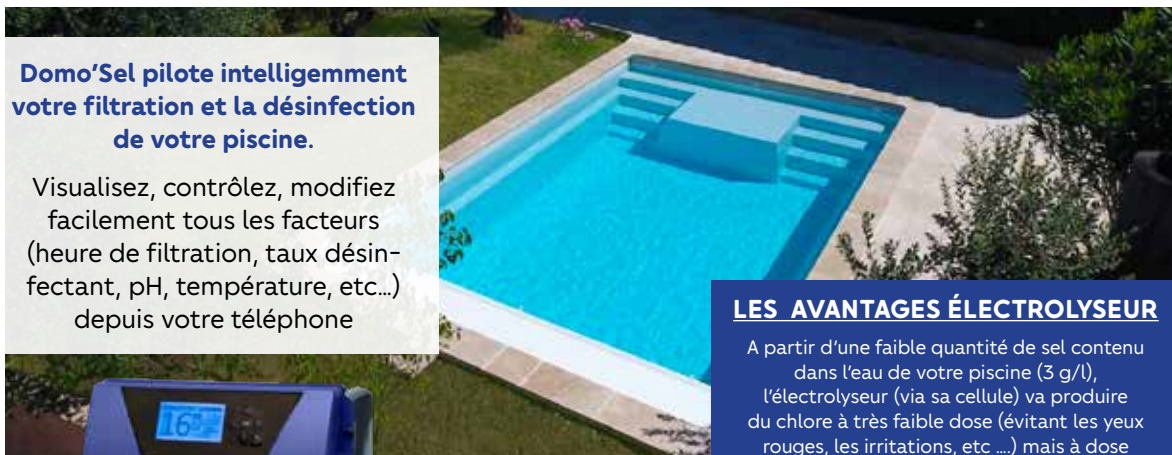 Domo'Sel pilote intelligemment
votre filtration et la désinfection
de votre piscine.
Visualisez, contrôlez, modifiez
facilement tous les facteurs
(heure de filtration, taux désin-
fectant, pH, température, etc...)
depuis votre téléphone
LES AVANTAGES ÉLECTROLYSEUR
A partir d'une faible quantité de sel contenu
dans l'eau de votre piscine (3 g/l),
l'électrolyseur (via sa cellule) va produire
du chlore à très faible dose (évitant les yeux
rouges, les irritations, etc ....) mais à dose